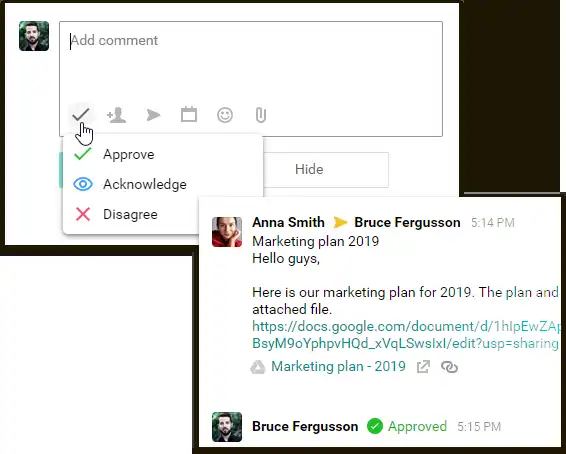 Add comment
Approve
Hide
Acknowledge
Disagree
Anna Smith Bruce Fergusson 5:14 PM
Marketing plan 2019
Hello guys,
Here is our marketing plan for 2019. The plan and
attached file.
https://docs.google.com/document/d/1hIpEwZAp
BsyM9oYphpvHQd_xVqLSwsIxI/edit?usp=sharing
Marketing plan - 2019
Bruce Fergusson Approved 5:15 PM